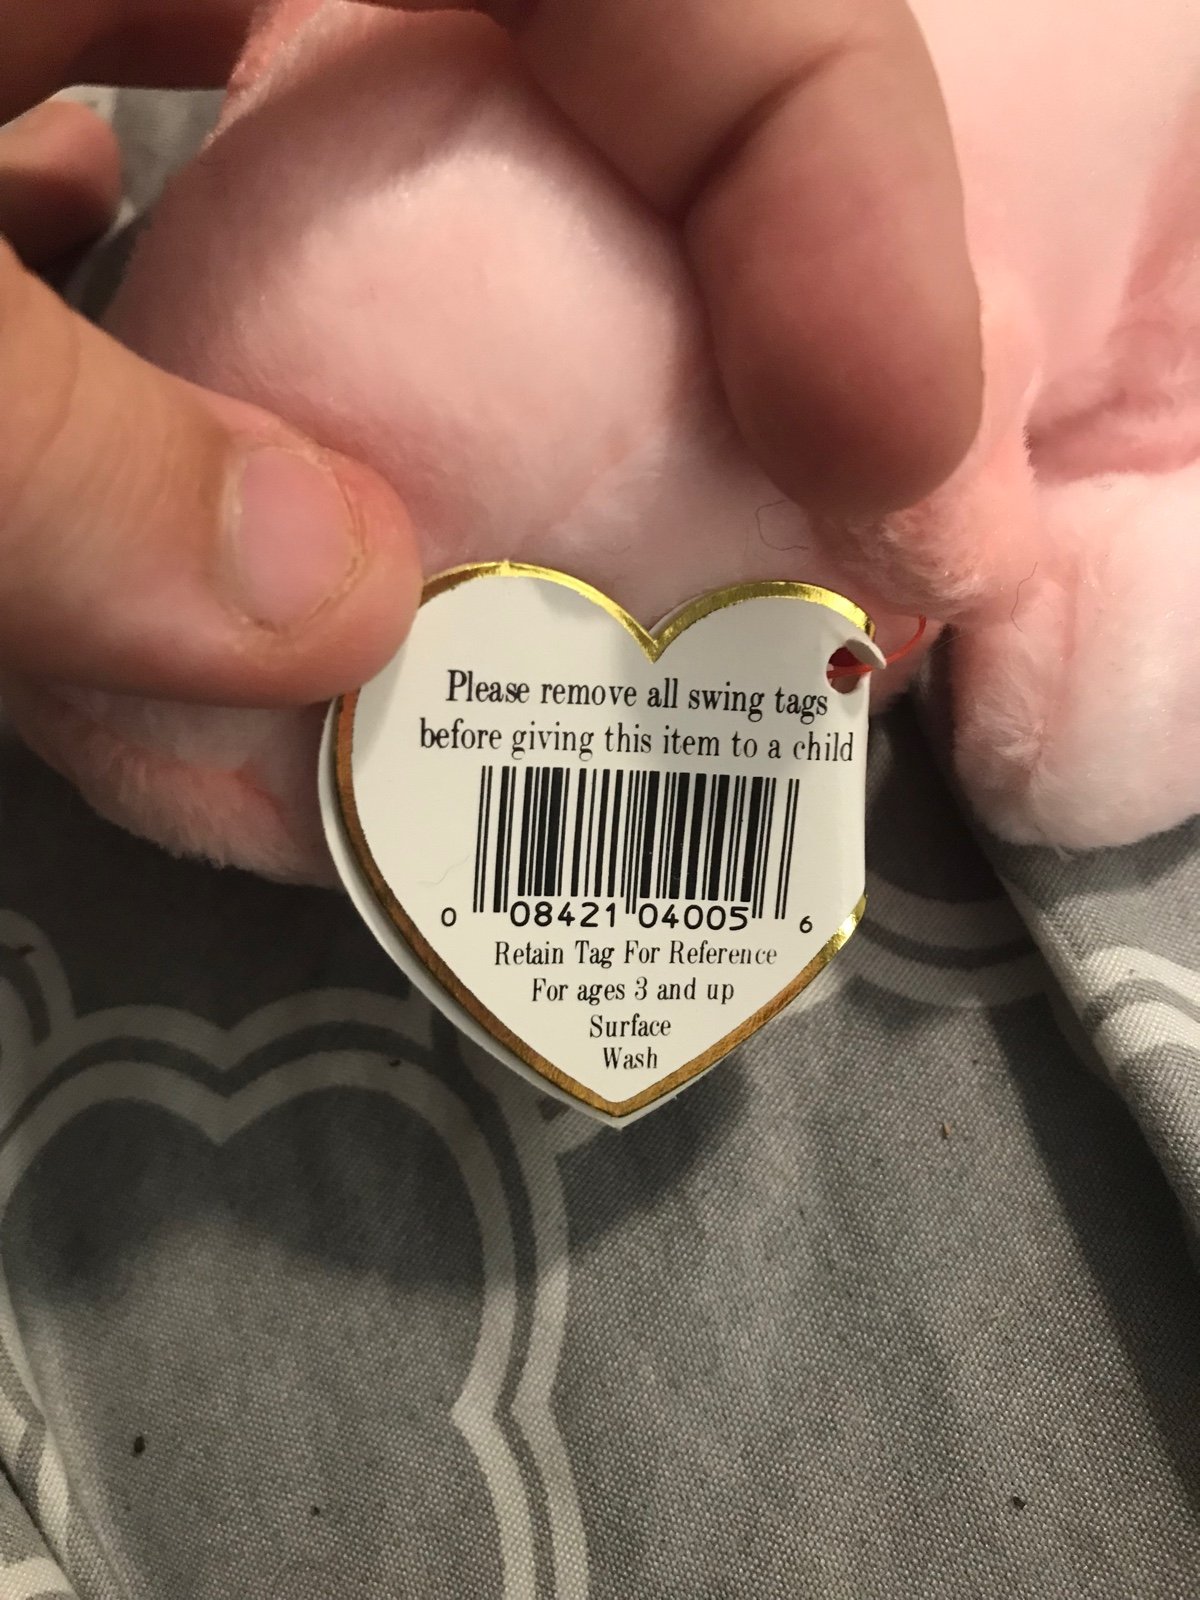 Please remove all swing tags
before giving this item to a child
0 08421 04005 6
Retain Tag For Reference
For ages 3 and up
Surface
Wash